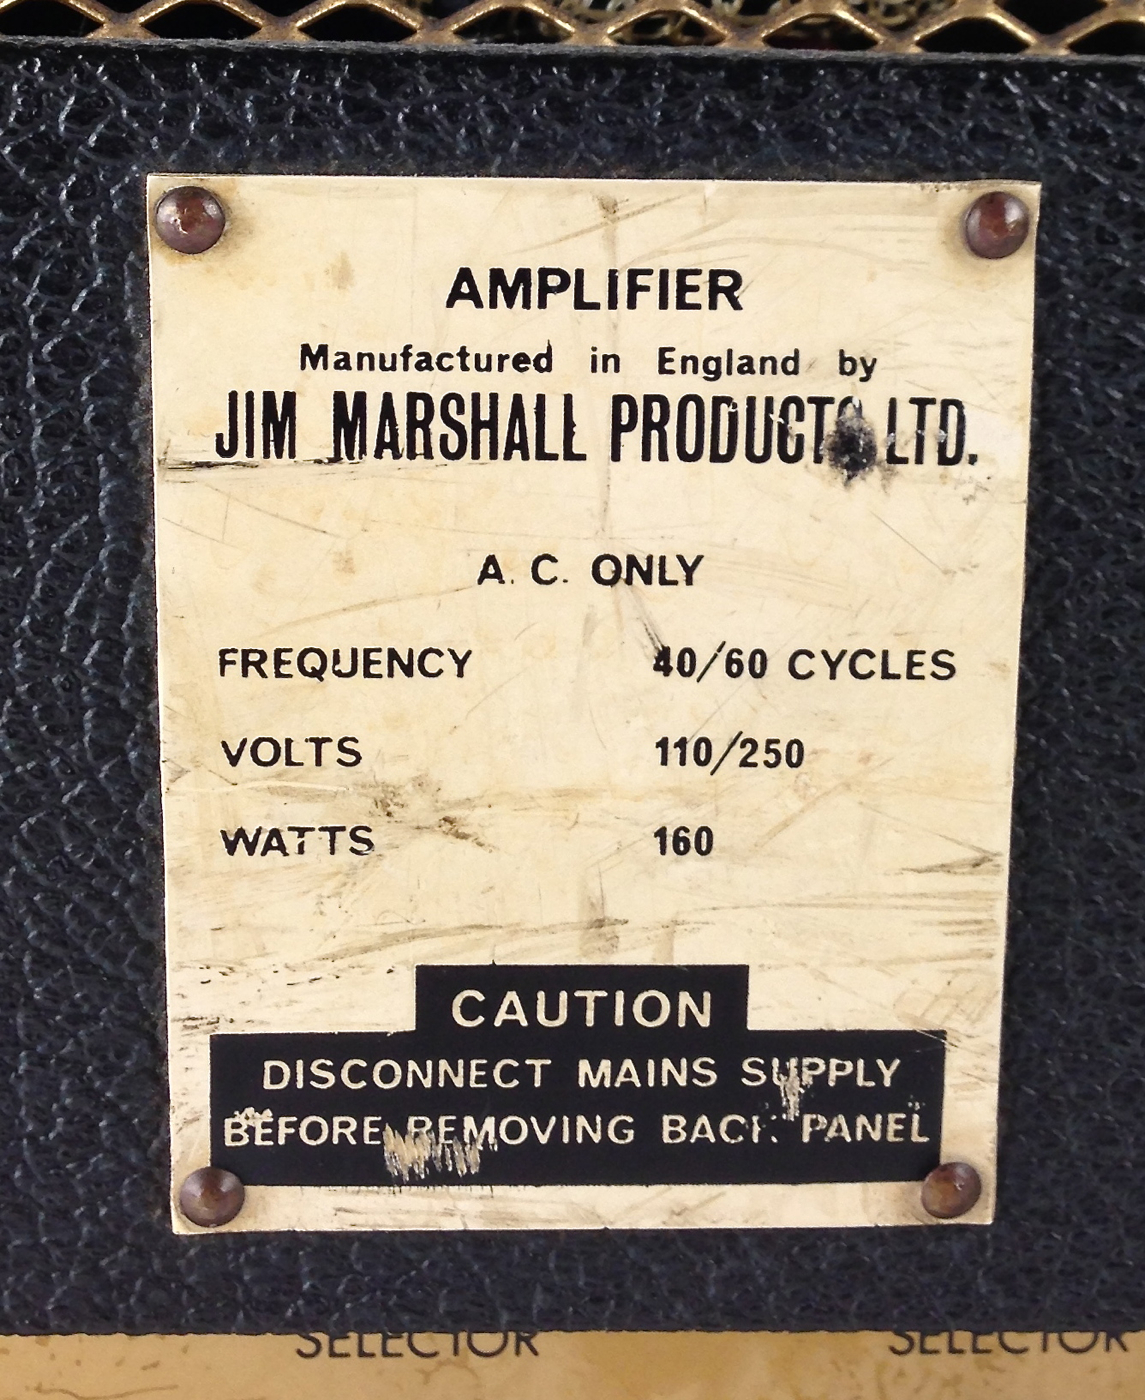 AMPLIFIER
Manufactured in England by
JIM MARSHALL PRODUCTS LTD.
A. C. ONLY
FREQUENCY 40/60 CYCLES
VOLTS 110/250
WATTS 160
CAUTION
DISCONNECT MAINS SUPPLY
BEFORE REMOVING BACK PANEL
SELECTOR SELECTOR